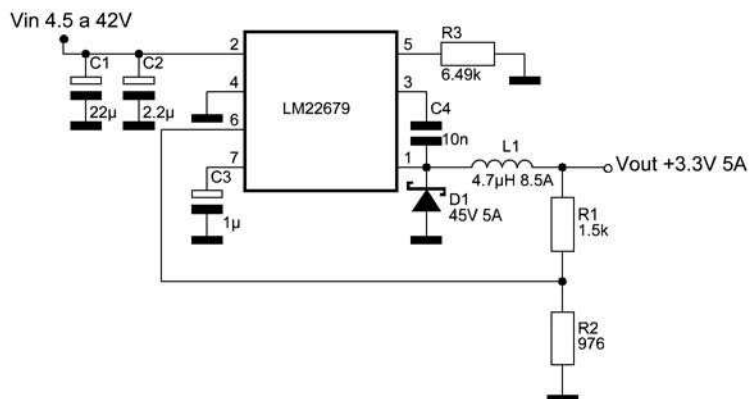 Vin 4.5 a 42V
C1
22µ
C2
2.2µ
2
4
6
7
LM22679
5
3
1
R3
6.49k
C4
10n
C3
1µ
L1
4.7µH 8.5A
D1
45V 5A
Vout +3.3V 5A
R1
1.5k
R2
976